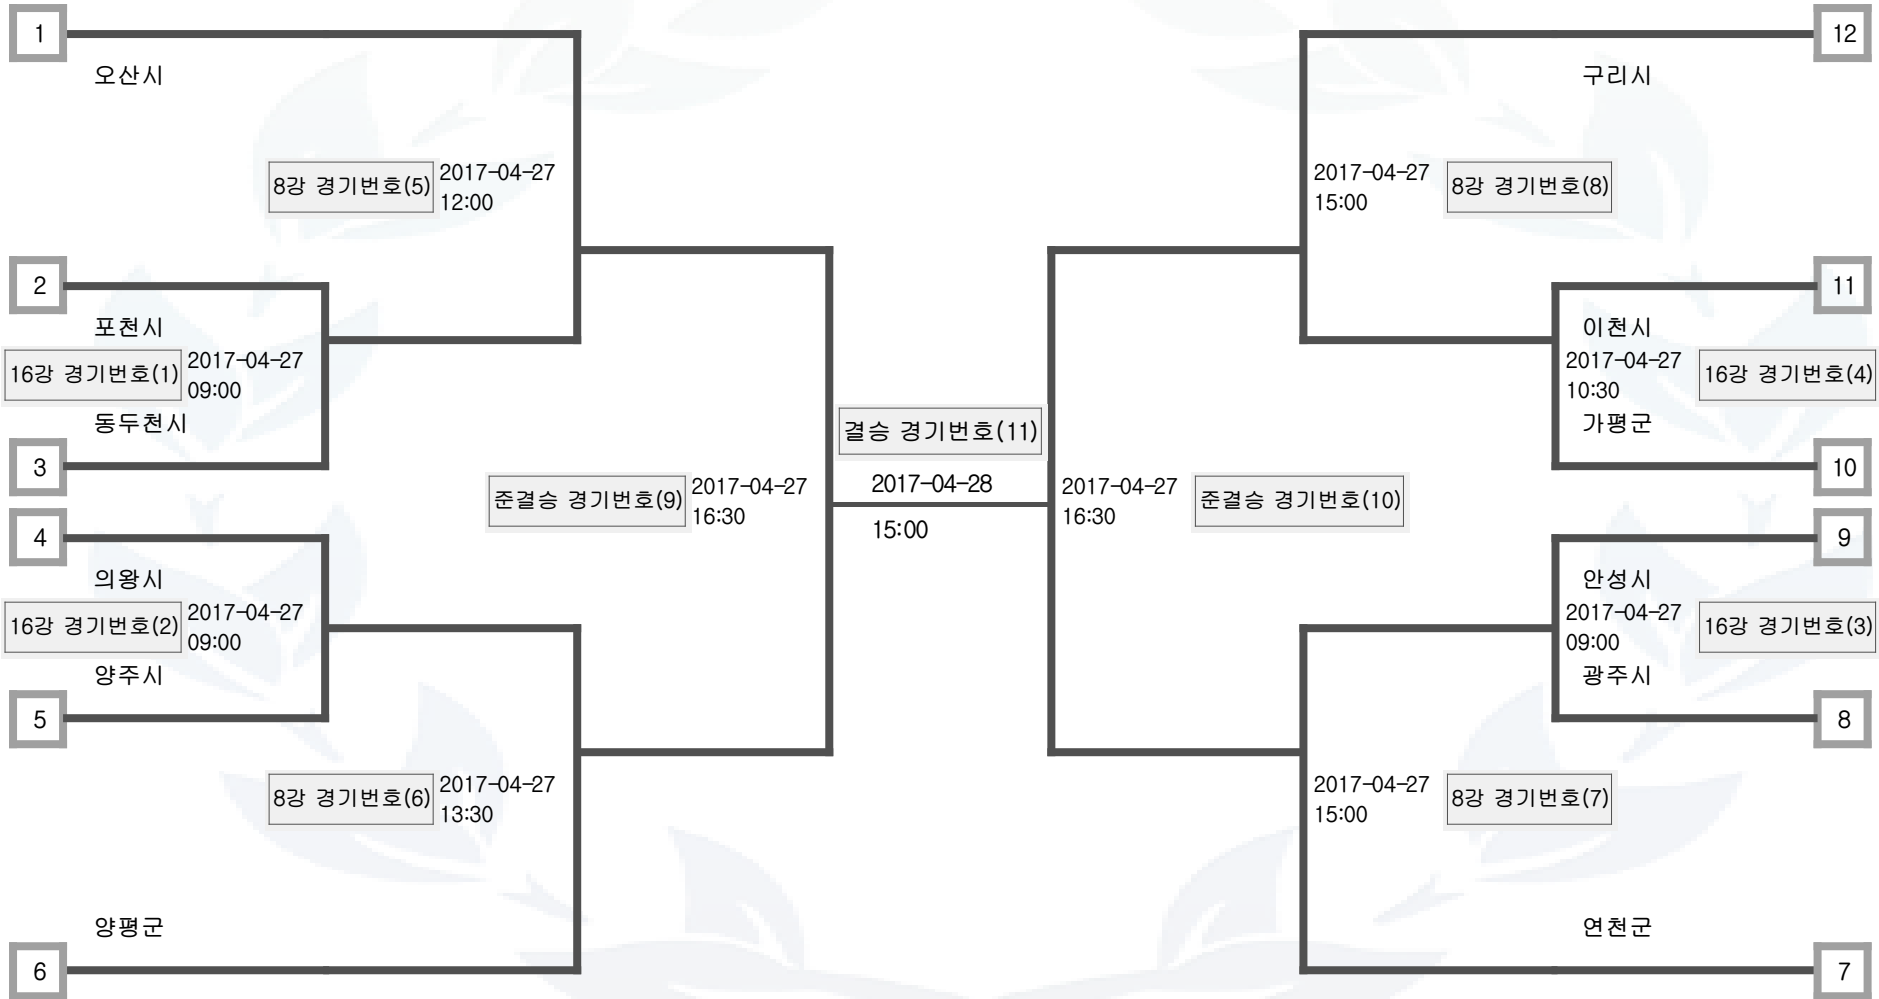 1
오산시
8강 경기번호(5)
2017-04-27
12:00
2
포천시
16강 경기번호(1)
2017-04-27
09:00
동두천시
3
4
의왕시
16강 경기번호(2)
2017-04-27
09:00
양주시
5
8강 경기번호(6)
2017-04-27
13:30
양평군
6
준결승 경기번호(9)
2017-04-27
16:30
결승 경기번호(11)
2017-04-28
15:00
2017-04-27
16:30
준결승 경기번호(10)
12
구리시
2017-04-27
15:00
8강 경기번호(8)
11
이천시
2017-04-27
10:30
16강 경기번호(4)
가평군
10
9
안성시
2017-04-27
09:00
16강 경기번호(3)
광주시
8
2017-04-27
15:00
8강 경기번호(7)
연천군
7